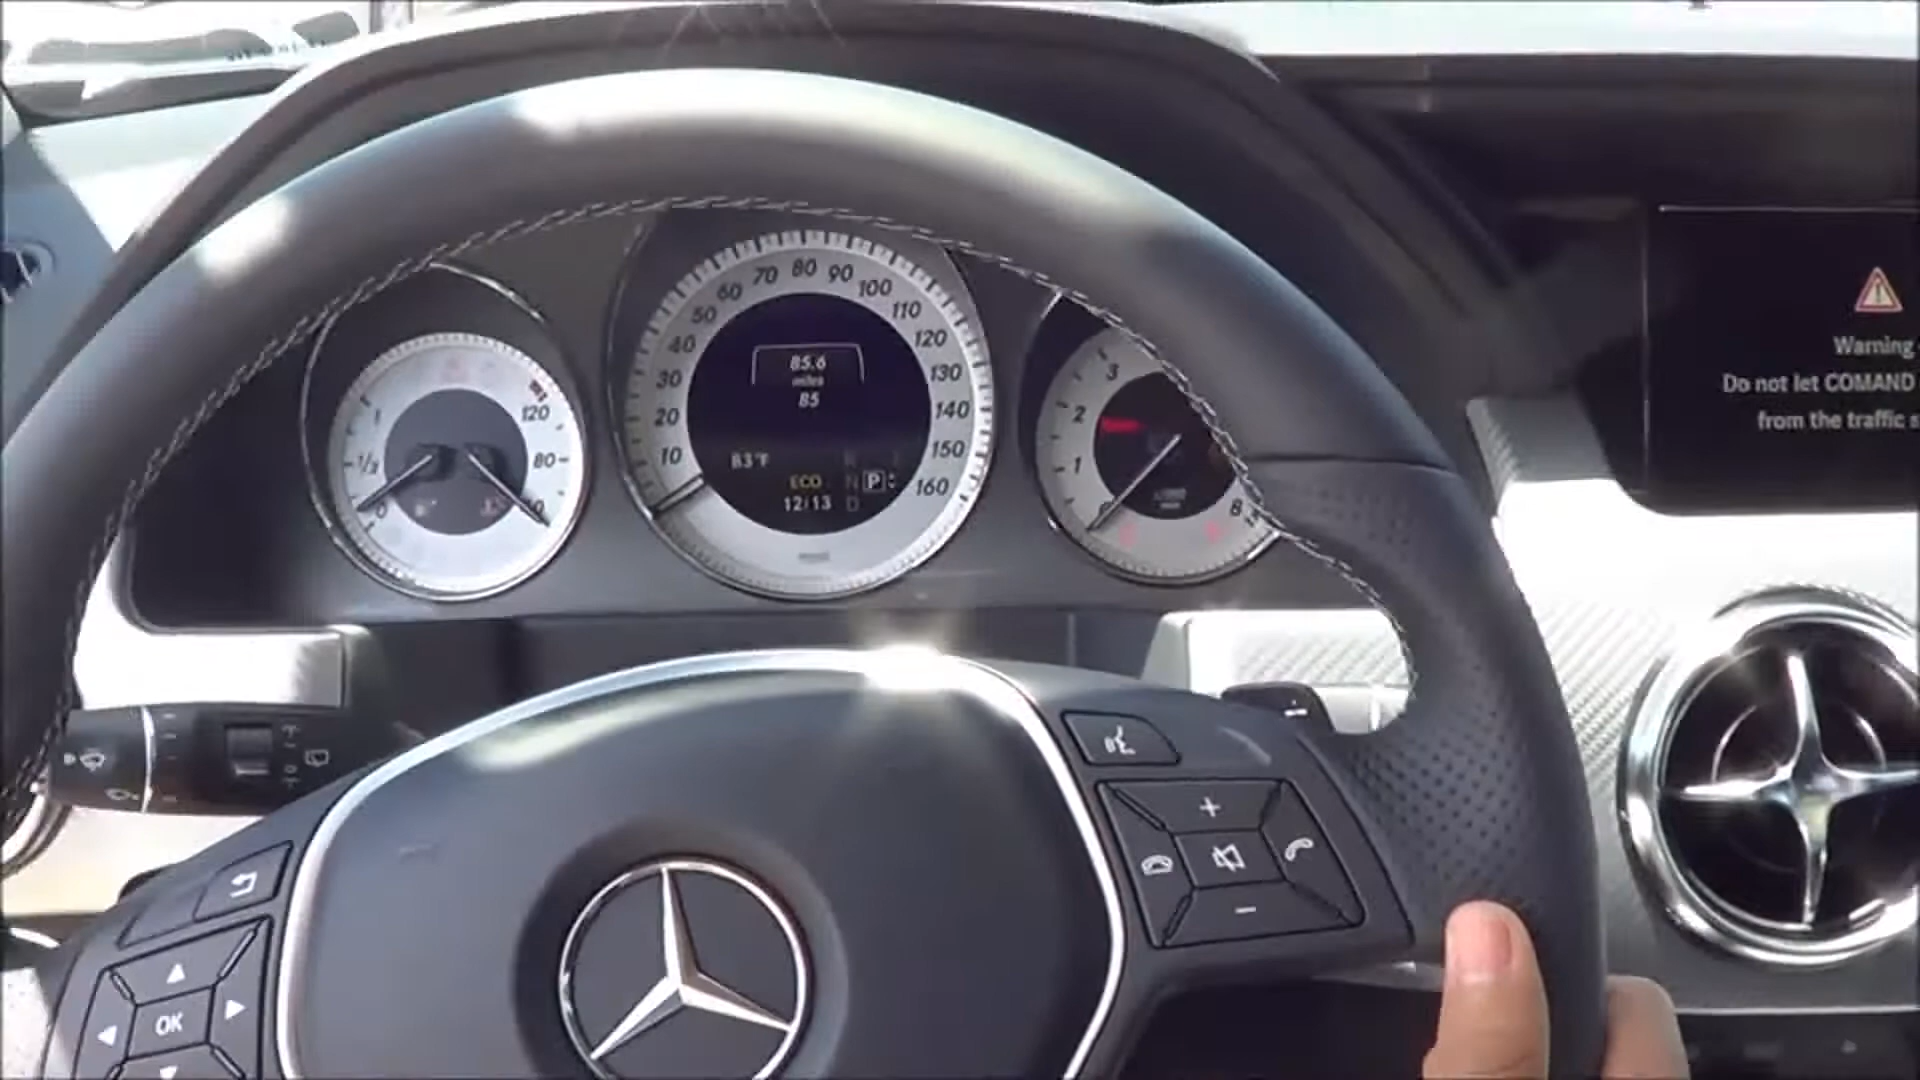 70 80 90
60 100
50 110
40 120
30 130
20 140
10 150
160
85.6
miles
85
83°F
ECO N P
12:13 D
1
1/2
0
120
80
3
2
1
8
Warning
Do not let COMAND
from the traffic s
+
−
OK